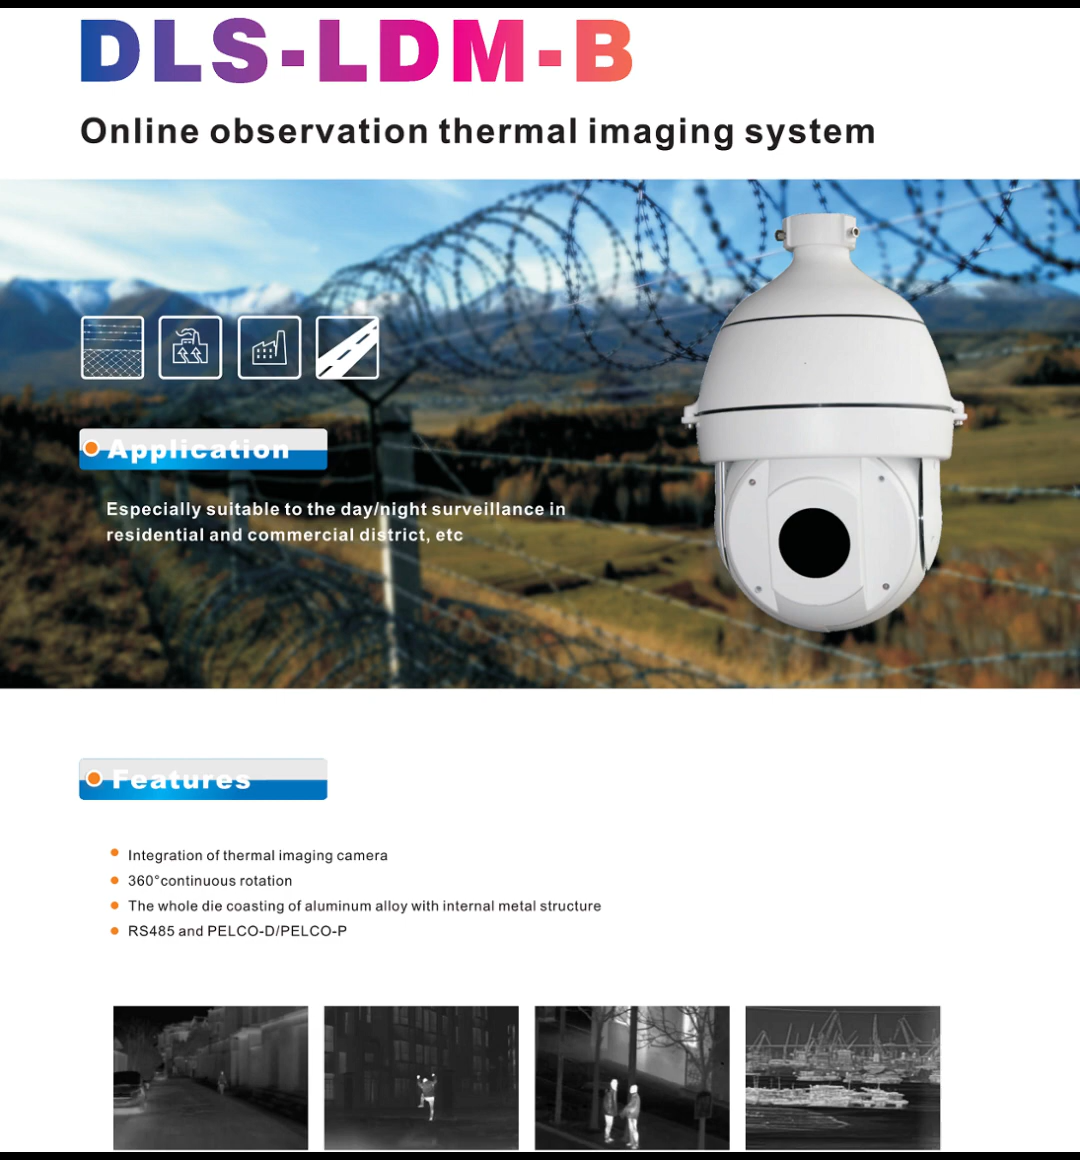 DLS-LDM-B
Online observation thermal imaging system
Application
Especially suitable to the day/night surveillance in
residential and commercial district, etc
Features
Integration of thermal imaging camera
360°continuous rotation
The whole die coasting of aluminum alloy with internal metal structure
RS485 and PELCO-D/PELCO-P